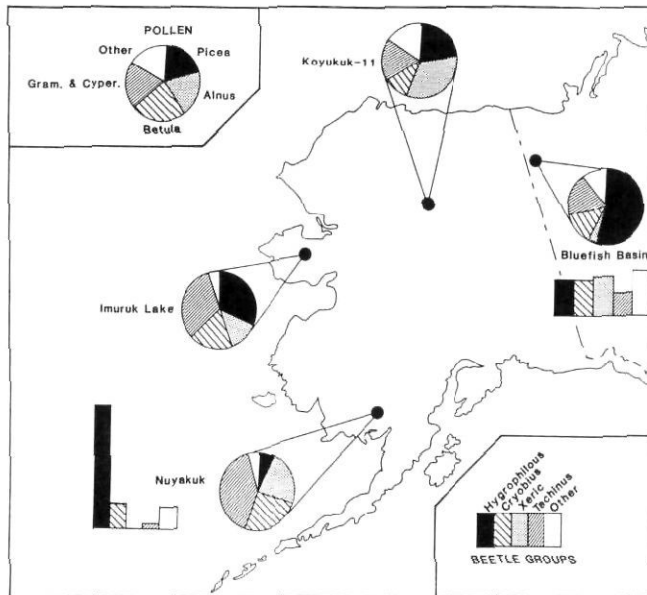 POLLEN
Other
Picea
Gram. & Cyper.
Alnus
Betula
Koyukuk-11
Bluefish Basin
Imuruk Lake
Nuyakuk
Hygrophilous
Cryobius
Xeric
Tachinus
Other
BEETLE GROUPS